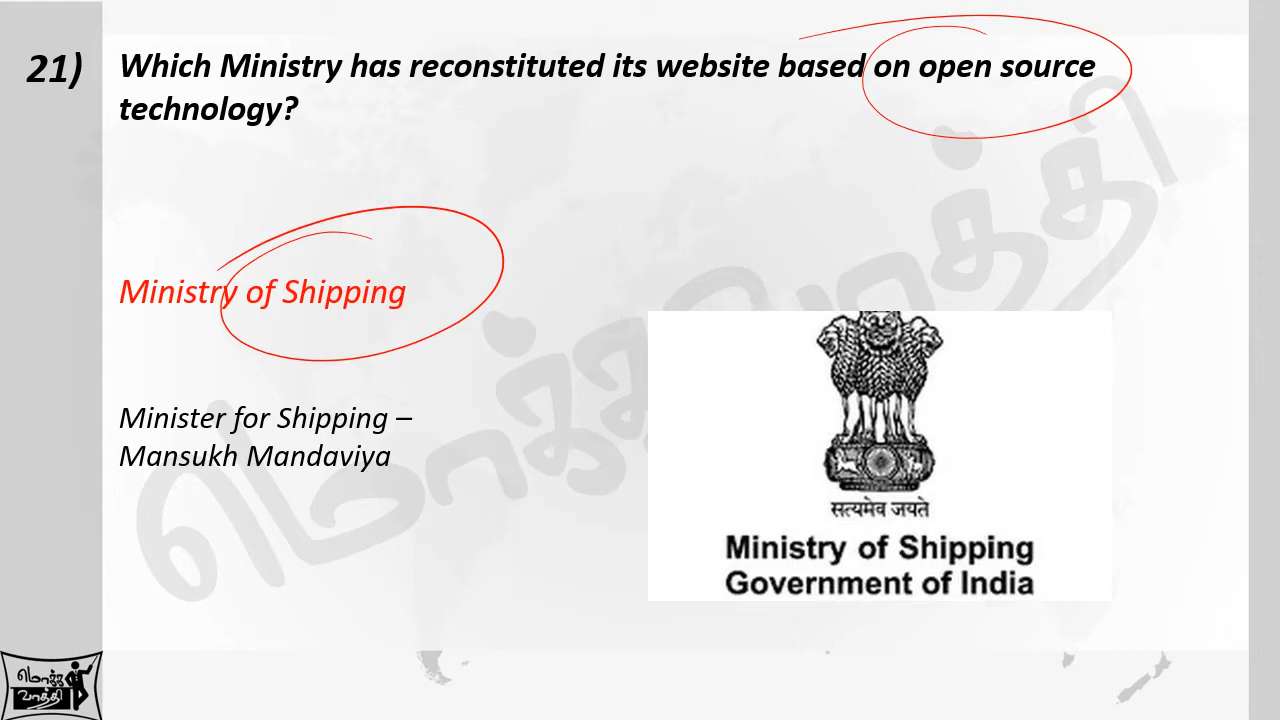 21) Which Ministry has reconstituted its website based on open source
technology?
Ministry of Shipping
Minister for Shipping –
Mansukh Mandaviya
सत्यमेव जयते
Ministry of Shipping
Government of India
மொக்க வாத்தி
மொக்க
வாத்தி